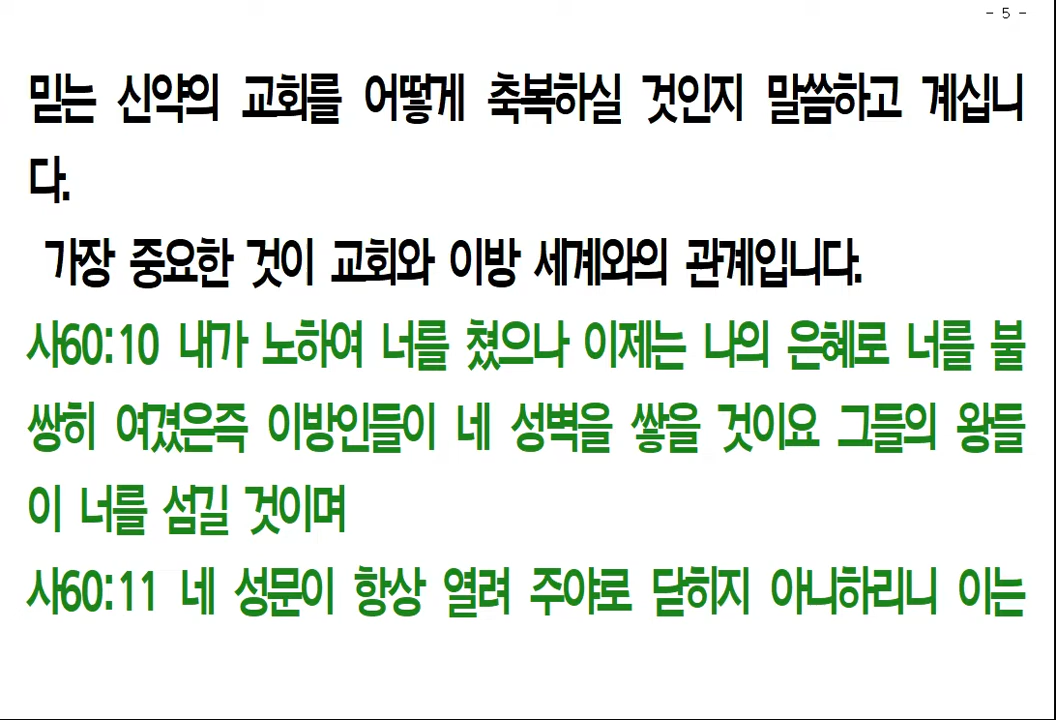 - 5 -
믿는 신약의 교회를 어떻게 축복하실 것인지 말씀하고 계십니
다.
가장 중요한 것이 교회와 이방 세계와의 관계입니다.
사60:10 내가 노하여 너를 쳤으나 이제는 나의 은혜로 너를 불
쌍히 여겼은즉 이방인들이 네 성벽을 쌓을 것이요 그들의 왕들
이 너를 섬길 것이며
사60:11 네 성문이 항상 열려 주야로 닫히지 아니하리니 이는